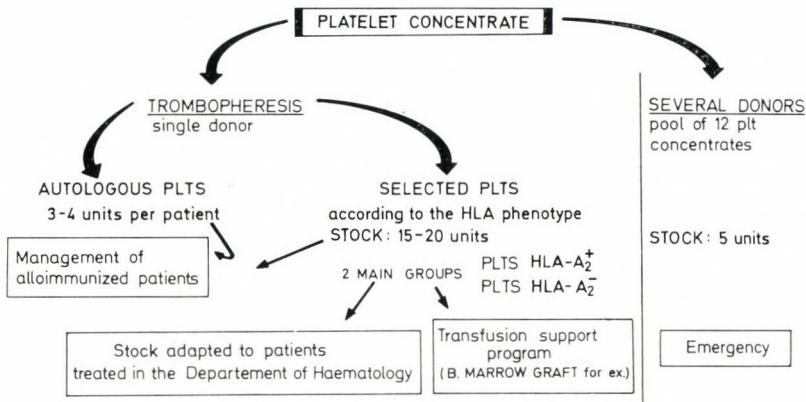 PLATELET CONCENTRATE
TROMBOPHERESIS
single donor
SEVERAL DONORS
pool of 12 plt
concentrates
AUTOLOGOUS PLTS
3-4 units per patient
SELECTED PLTS
according to the HLA phenotype
STOCK: 15-20 units
STOCK: 5 units
Management of
alloimmunized patients
2 MAIN GROUPS
PLTS HLA-A2+
PLTS HLA-A2-
Stock adapted to patients
treated in the Departement of Haematology
Transfusion support
program
(B. MARROW GRAFT for ex.)
Emergency